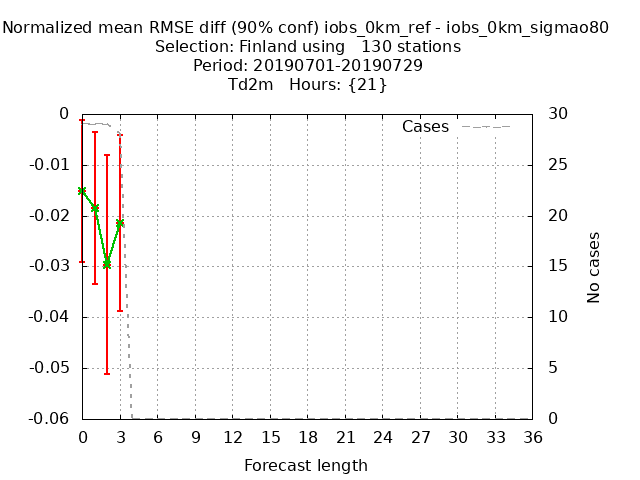 Normalized mean RMSE diff (90% conf) iobs_0km_ref - iobs_0km_sigmao80
Selection: Finland using   130 stations
Period: 20190701-20190729
Td2m   Hours: {21}
Cases
0
-0.01
-0.02
-0.03
-0.04
-0.05
-0.06
30
25
20
15
10
5
0
No cases
0 3 6 9 12 15 18 21 24 27 30 33 36
Forecast length